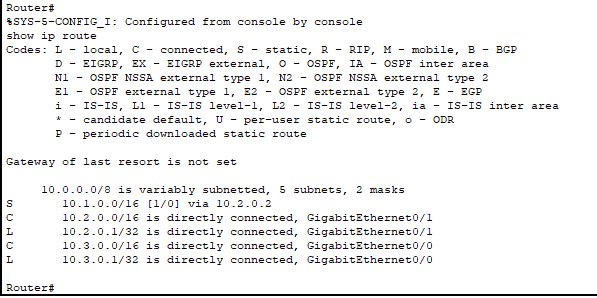 Router#
%SYS-5-CONFIG_I: Configured from console by console
show ip route
Codes: L - local, C - connected, S - static, R - RIP, M - mobile, B - BGP
D - EIGRP, EX - EIGRP external, O - OSPF, IA - OSPF inter area
N1 - OSPF NSSA external type 1, N2 - OSPF NSSA external type 2
E1 - OSPF external type 1, E2 - OSPF external type 2, E - EGP
i - IS-IS, L1 - IS-IS level-1, L2 - IS-IS level-2, ia - IS-IS inter area
* - candidate default, U - per-user static route, o - ODR
P - periodic downloaded static route
Gateway of last resort is not set
10.0.0.0/8 is variably subnetted, 5 subnets, 2 masks
S 10.1.0.0/16 [1/0] via 10.2.0.2
C 10.2.0.0/16 is directly connected, GigabitEthernet0/1
L 10.2.0.1/32 is directly connected, GigabitEthernet0/1
C 10.3.0.0/16 is directly connected, GigabitEthernet0/0
L 10.3.0.1/32 is directly connected, GigabitEthernet0/0
Router#